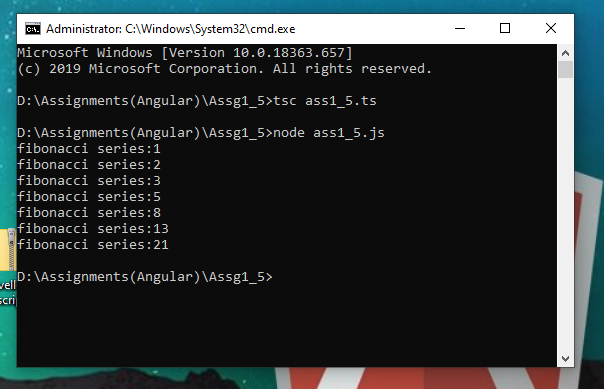 Administrator: C:\Windows\System32\cmd.exe
Microsoft Windows [Version 10.0.18363.657]
(c) 2019 Microsoft Corporation. All rights reserved.
D:\Assignments(Angular)\Assg1_5>tsc ass1_5.ts
D:\Assignments(Angular)\Assg1_5>node ass1_5.js
fibonacci series:1
fibonacci series:2
fibonacci series:3
fibonacci series:5
fibonacci series:8
fibonacci series:13
fibonacci series:21
D:\Assignments(Angular)\Assg1_5>